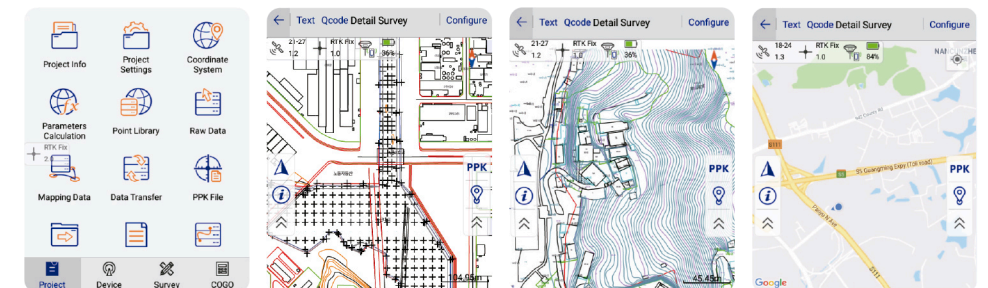 Project Info
Project
Settings
Coordinate
System
Parameters
Calculation
Point Library
Raw Data
RTK Fix
Mapping Data
Data Transfer
PPK File
Project
Device
Survey
COGO
Text Qcode Detail Survey Configure
21-27
1.2
RTK Fix
1.0
36%
PPK
104.95m
Text Qcode Detail Survey Configure
21-27
1.2
RTK Fix
1.0
36%
PPK
45.45m
Text Qcode Detail Survey Configure
18-24
1.3
RTK Fix
1.0
84%
PPK
S5 Guangming Expy (Toll road)
S111
Google